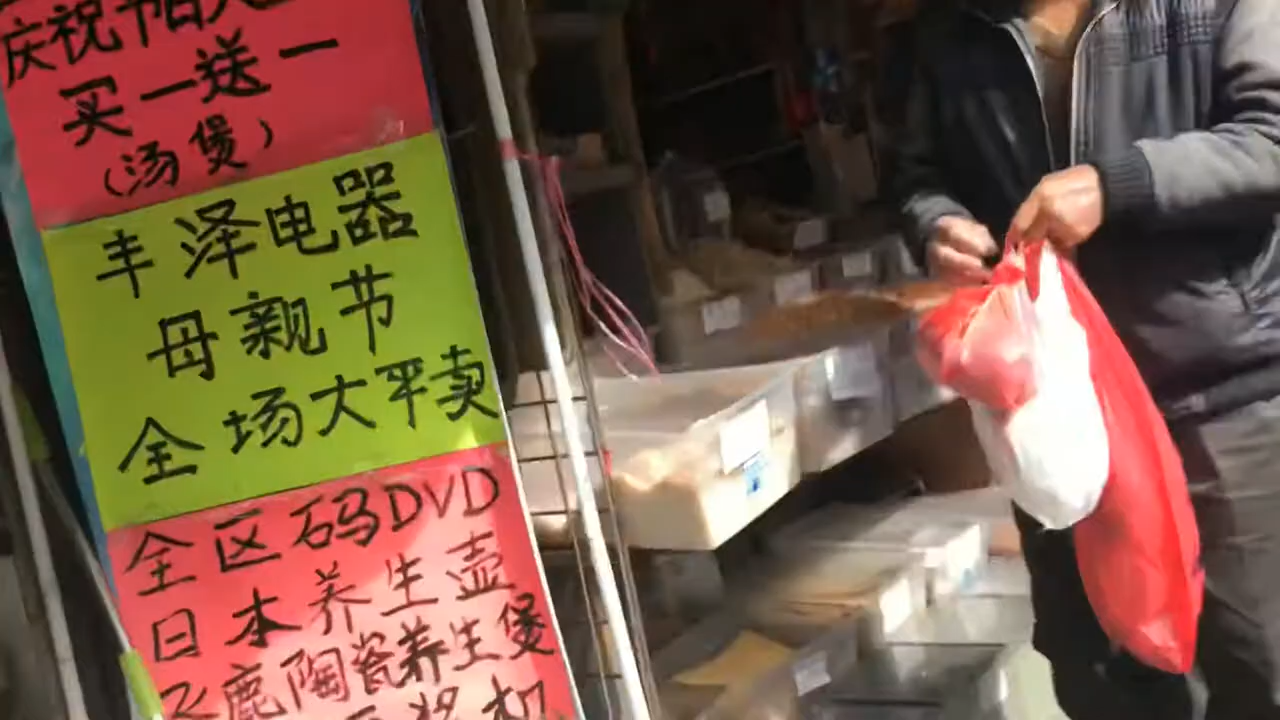 庆祝
买一送一
(汤煲)
丰泽电器
母亲节
全场大平卖
全区码DVD
日本养生壶
飞鹿陶瓷养生煲
机